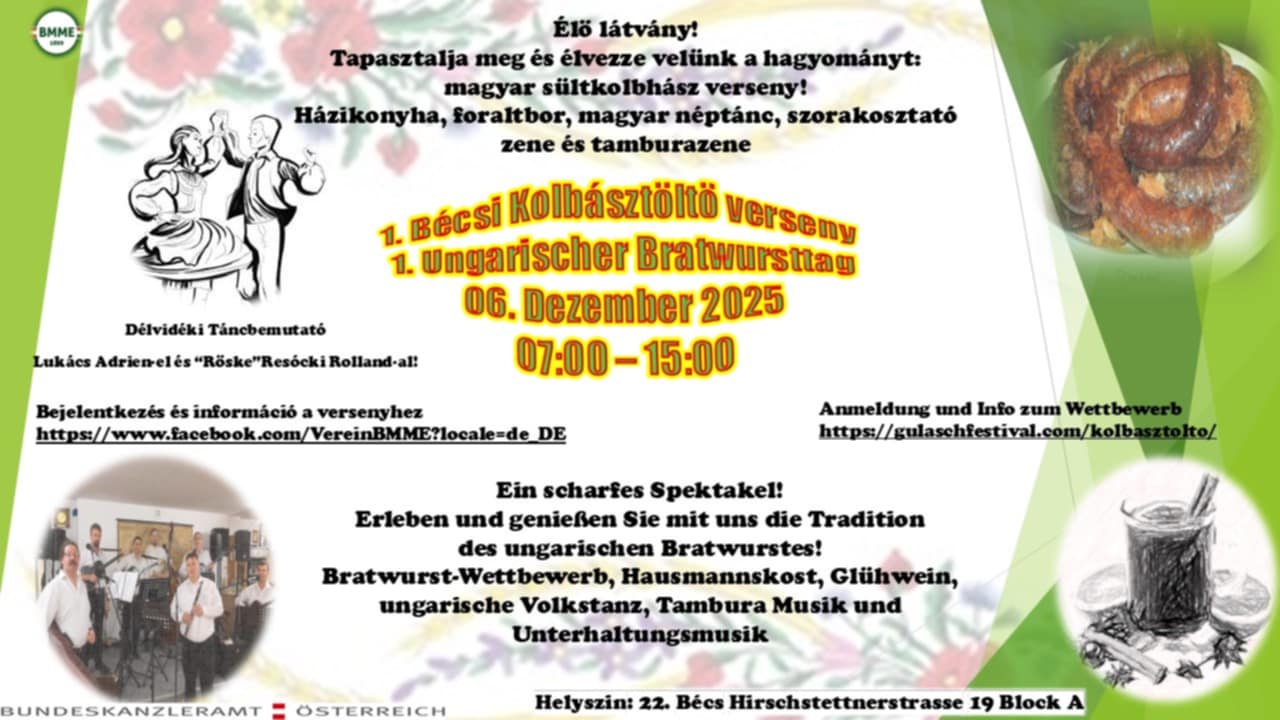 BMME
1899
Élö látvány!
Tapasztalja meg és élvezze velünk a hagyományt:
magyar sültkolbhász verseny!
Házikonyha, foraltbor, magyar néptánc, szorakosztató
zene és tamburazene
1. Bécsi Kolbásztöltö verseny
1. Ungarischer Bratwursttag
06. Dezember 2025
07:00 – 15:00
Délvidéki Táncbemutató
Lukács Adrien-el és “Röske”Resócki Rolland-al!
Bejelentkezés és információ a versenyhez
https://www.facebook.com/VereinBMME?locale=de_DE
Anmeldung und Info zum Wettbewerb
https://gulaschfestival.com/kolbasztolto/
Ein scharfes Spektakel!
Erleben und genießen Sie mit uns die Tradition
des ungarischen Bratwurstes!
Bratwurst-Wettbewerb, Hausmannskost, Glühwein,
ungarische Volkstanz, Tambura Musik und
Unterhaltungsmusik
Helyszin: 22. Bécs Hirschstettnerstrasse 19 Block A
BUNDESKANZLERAMT ÖSTERREICH